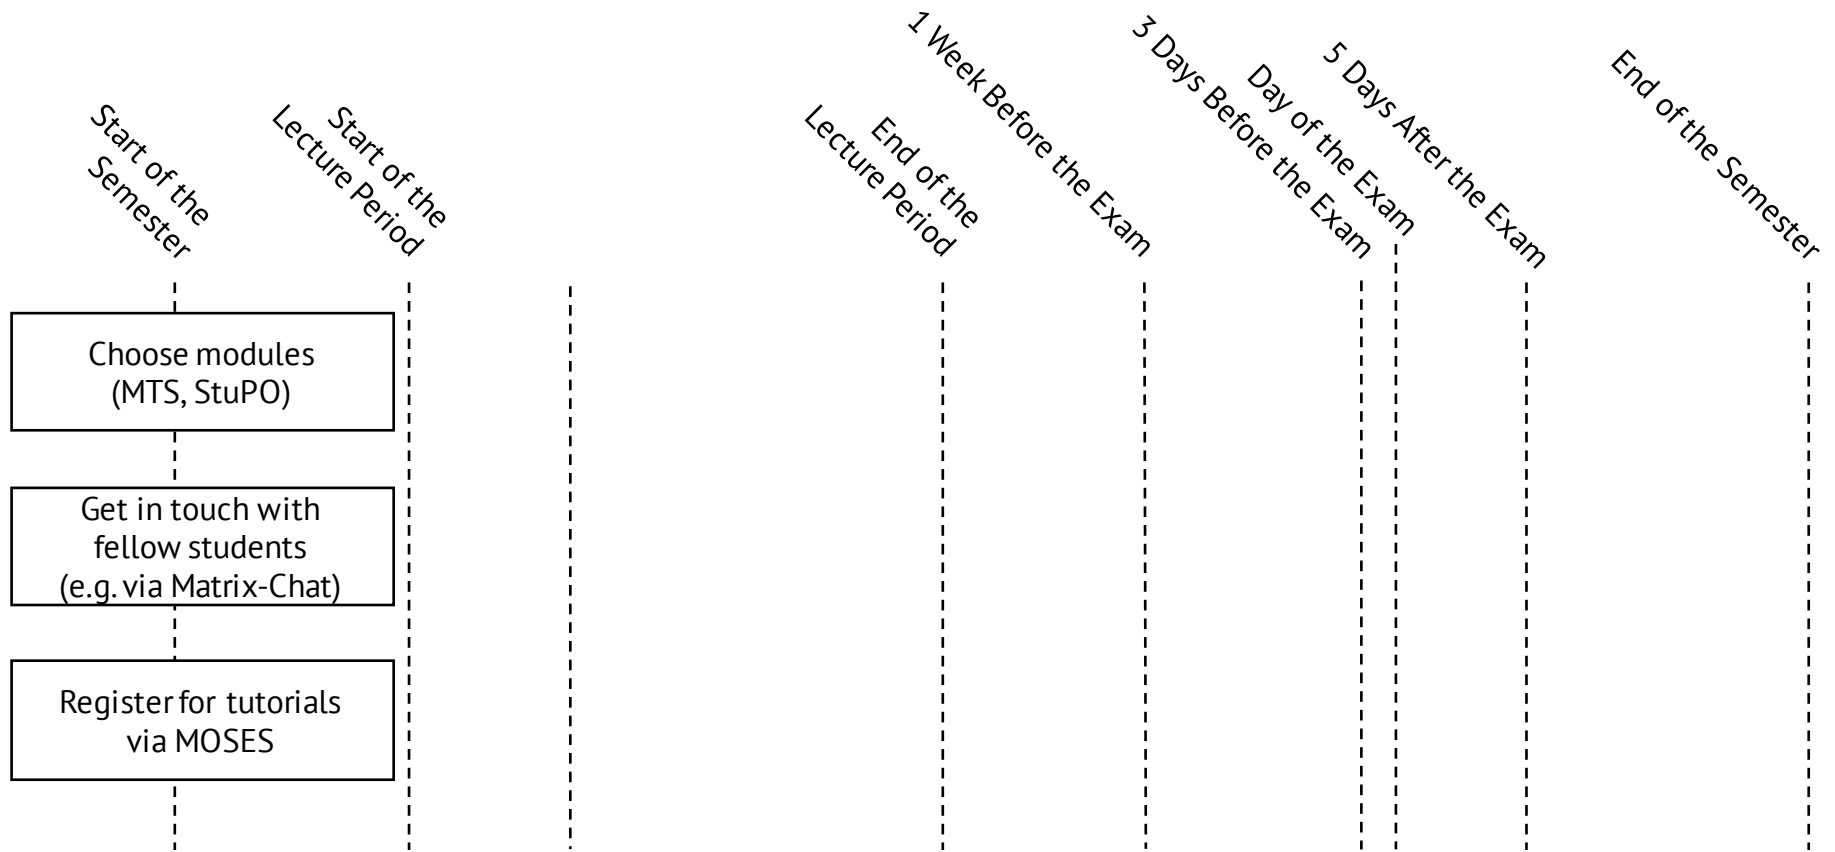 Start of the
Semester
Start of the
Lecture Period
End of the
Lecture Period
1 Week Before the Exam
3 Days Before the Exam
Day of the Exam
5 Days After the Exam
End of the Semester
Choose modules
(MTS, StuPO)
Get in touch with
fellow students
(e.g. via Matrix-Chat)
Register for tutorials
via MOSES